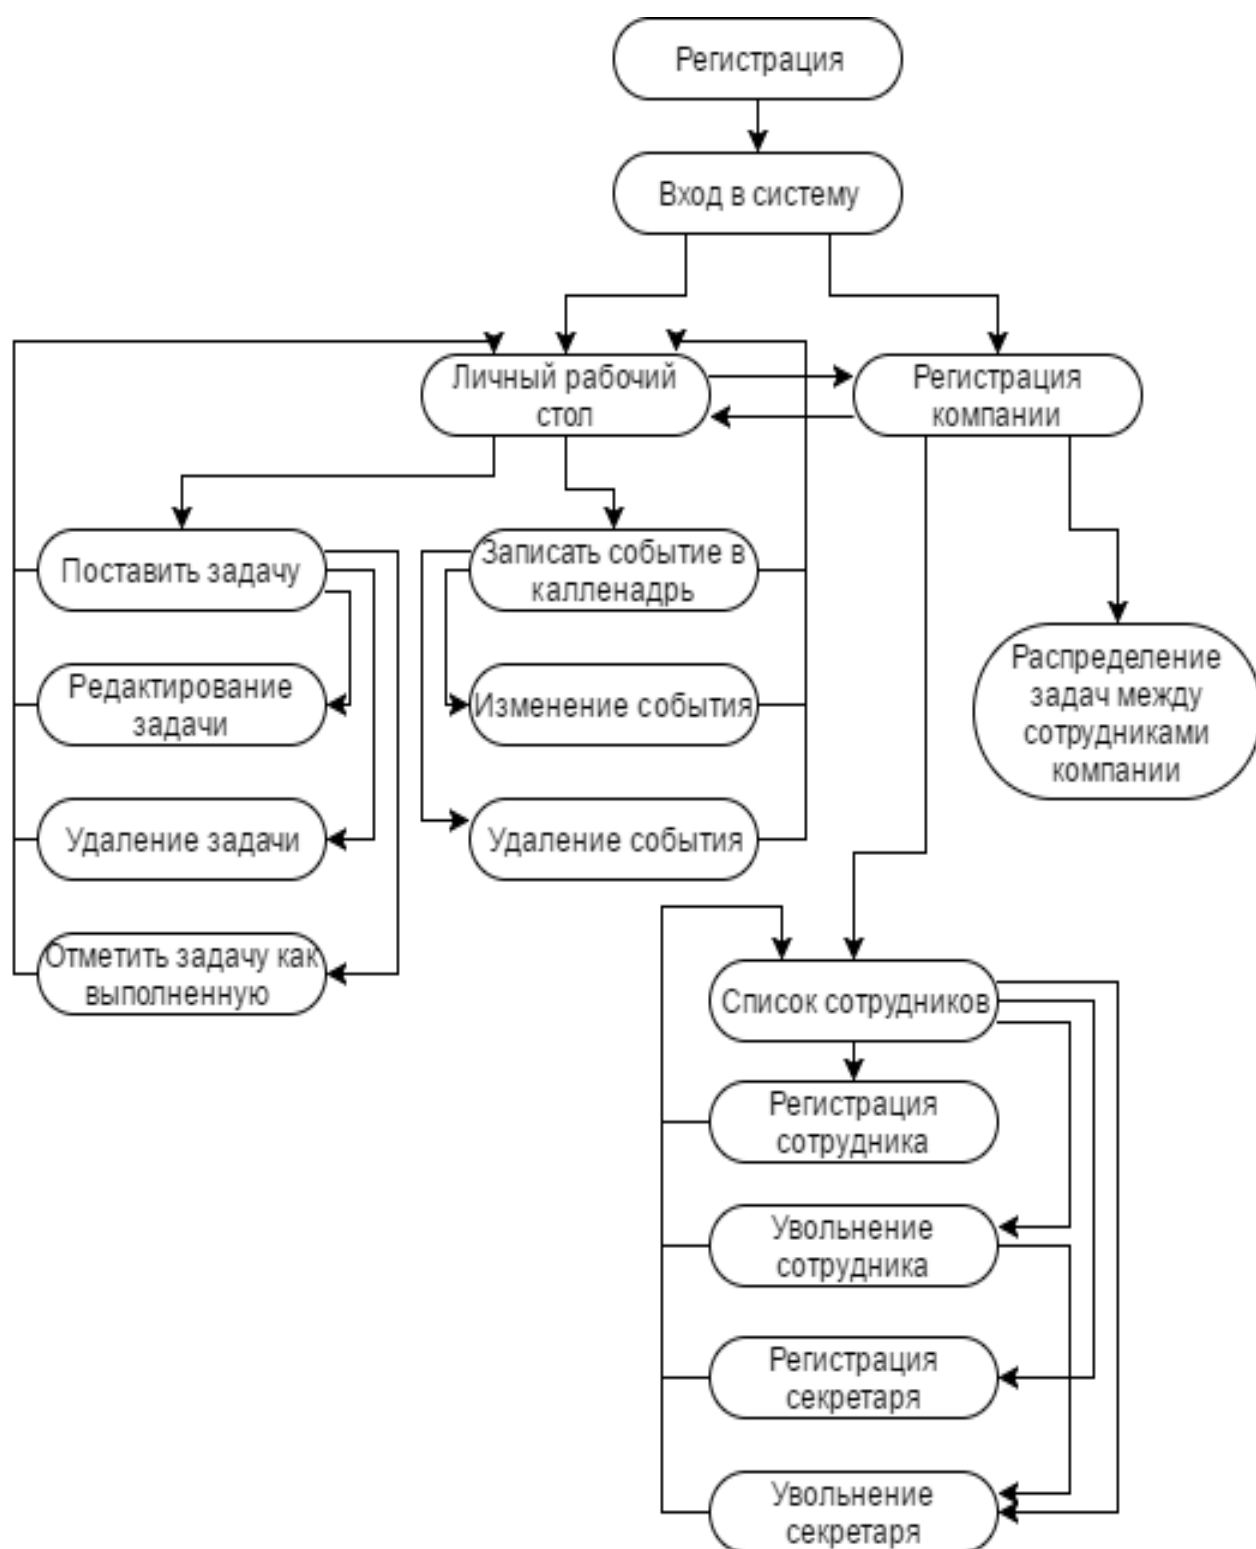 Регистрация
Вход в систему
Личный рабочий
стол
Регистрация
компании
Поставить задачу
Записать событие в
калленадрь
Редактирование
задачи
Изменение события
Распределение
задач между
сотрудниками
компании
Удаление задачи
Удаление события
Отметить задачу как
выполненную
Список сотрудников
Регистрация
сотрудника
Увольнение
сотрудника
Регистрация
секретаря
Увольнение
секретаря